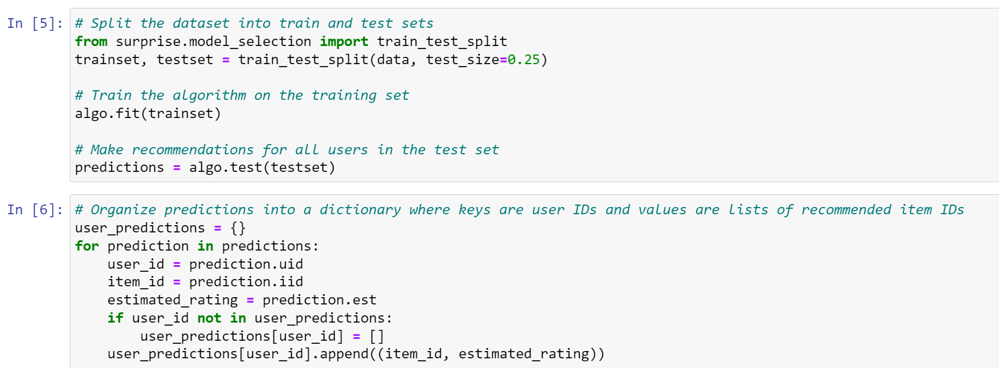 In [5]: # Split the dataset into train and test sets
from surprise.model_selection import train_test_split
trainset, testset = train_test_split(data, test_size=0.25)
# Train the algorithm on the training set
algo.fit(trainset)
# Make recommendations for all users in the test set
predictions = algo.test(testset)
In [6]: # Organize predictions into a dictionary where keys are user IDs and values are lists of recommended item IDs
user_predictions = {}
for prediction in predictions:
    user_id = prediction.uid
    item_id = prediction.iid
    estimated_rating = prediction.est
    if user_id not in user_predictions:
        user_predictions[user_id] = []
    user_predictions[user_id].append((item_id, estimated_rating))